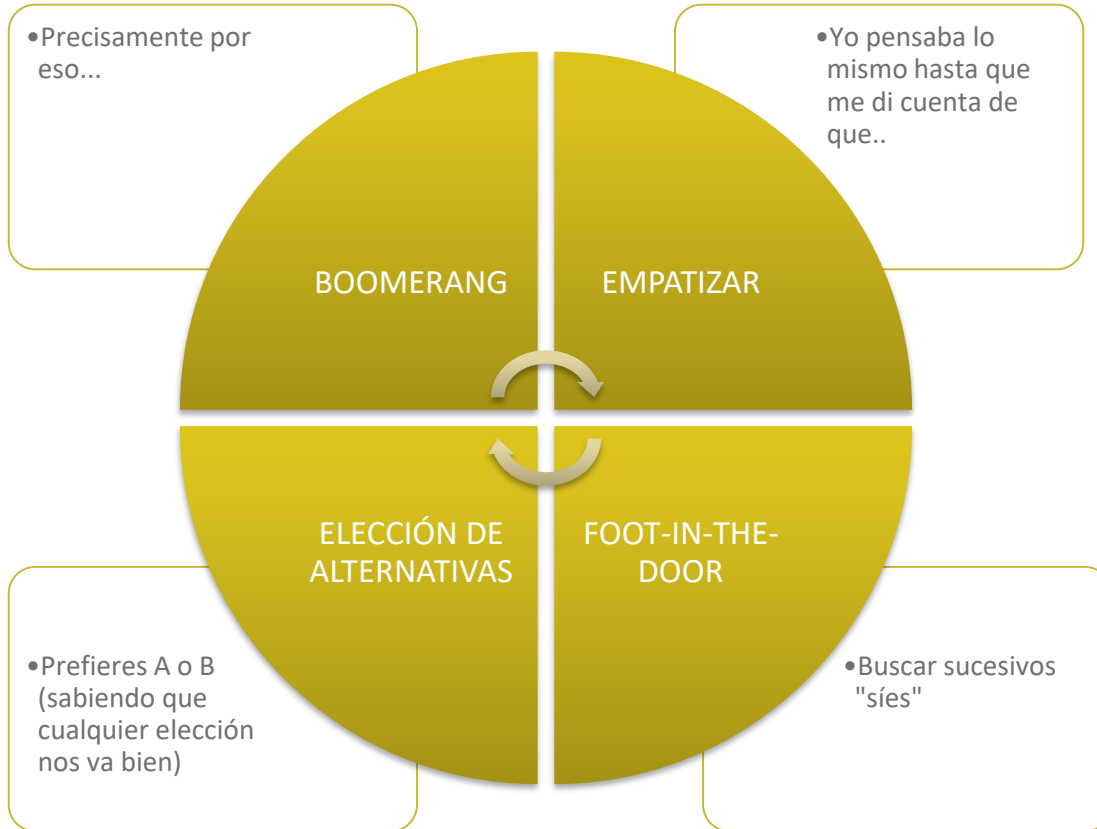 •Precisamente por
eso...
•Yo pensaba lo
mismo hasta que
me di cuenta de
que..
BOOMERANG
EMPATIZAR
ELECCIÓN DE
ALTERNATIVAS
FOOT-IN-THE-
DOOR
•Prefieres A o B
(sabiendo que
cualquier elección
nos va bien)
•Buscar sucesivos
"síes"